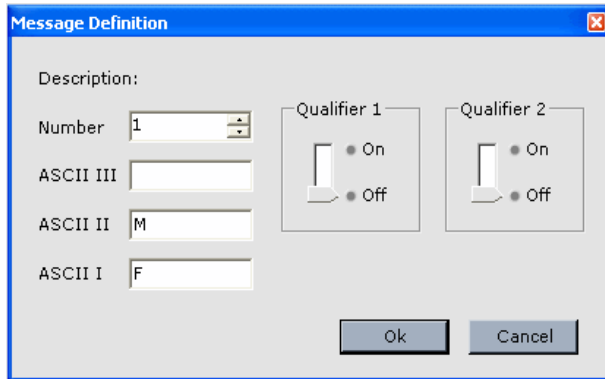 Message Definition
Description:
Number 1
ASCII III
ASCII II M
ASCII I F
Qualifier 1
On
Off
Qualifier 2
On
Off
Ok Cancel